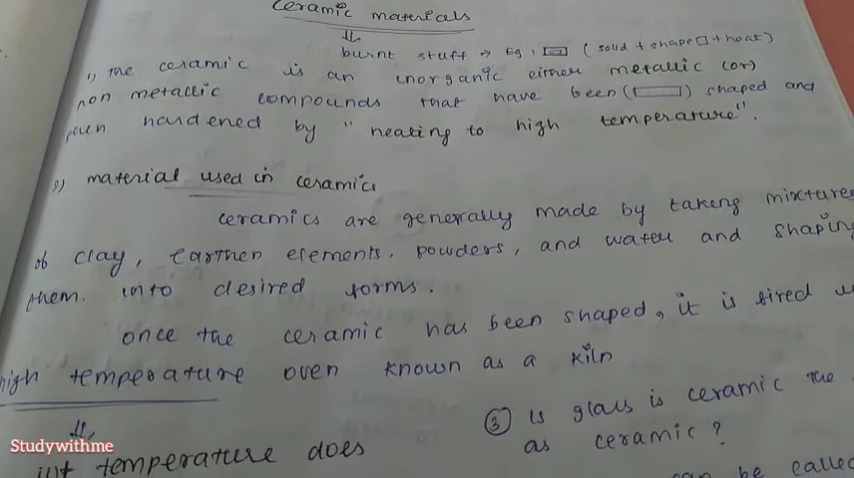 Ceramic materials
burnt stuff → Eg: (solid + shape + heat)
1) The ceramic is an inorganic either metallic (or)
non metallic compounds that have been ( ) shaped and
then hardened by "heating to high temperature".
material used in ceramics
ceramics are generally made by taking mixtures
of clay, earthen elements, powders, and water and shaping
them into desired forms.
once the ceramic has been shaped, it is fired
high temperature oven known as a kiln
③ is glass is ceramic the
as ceramic?
temperature does
can be called
Studywithme